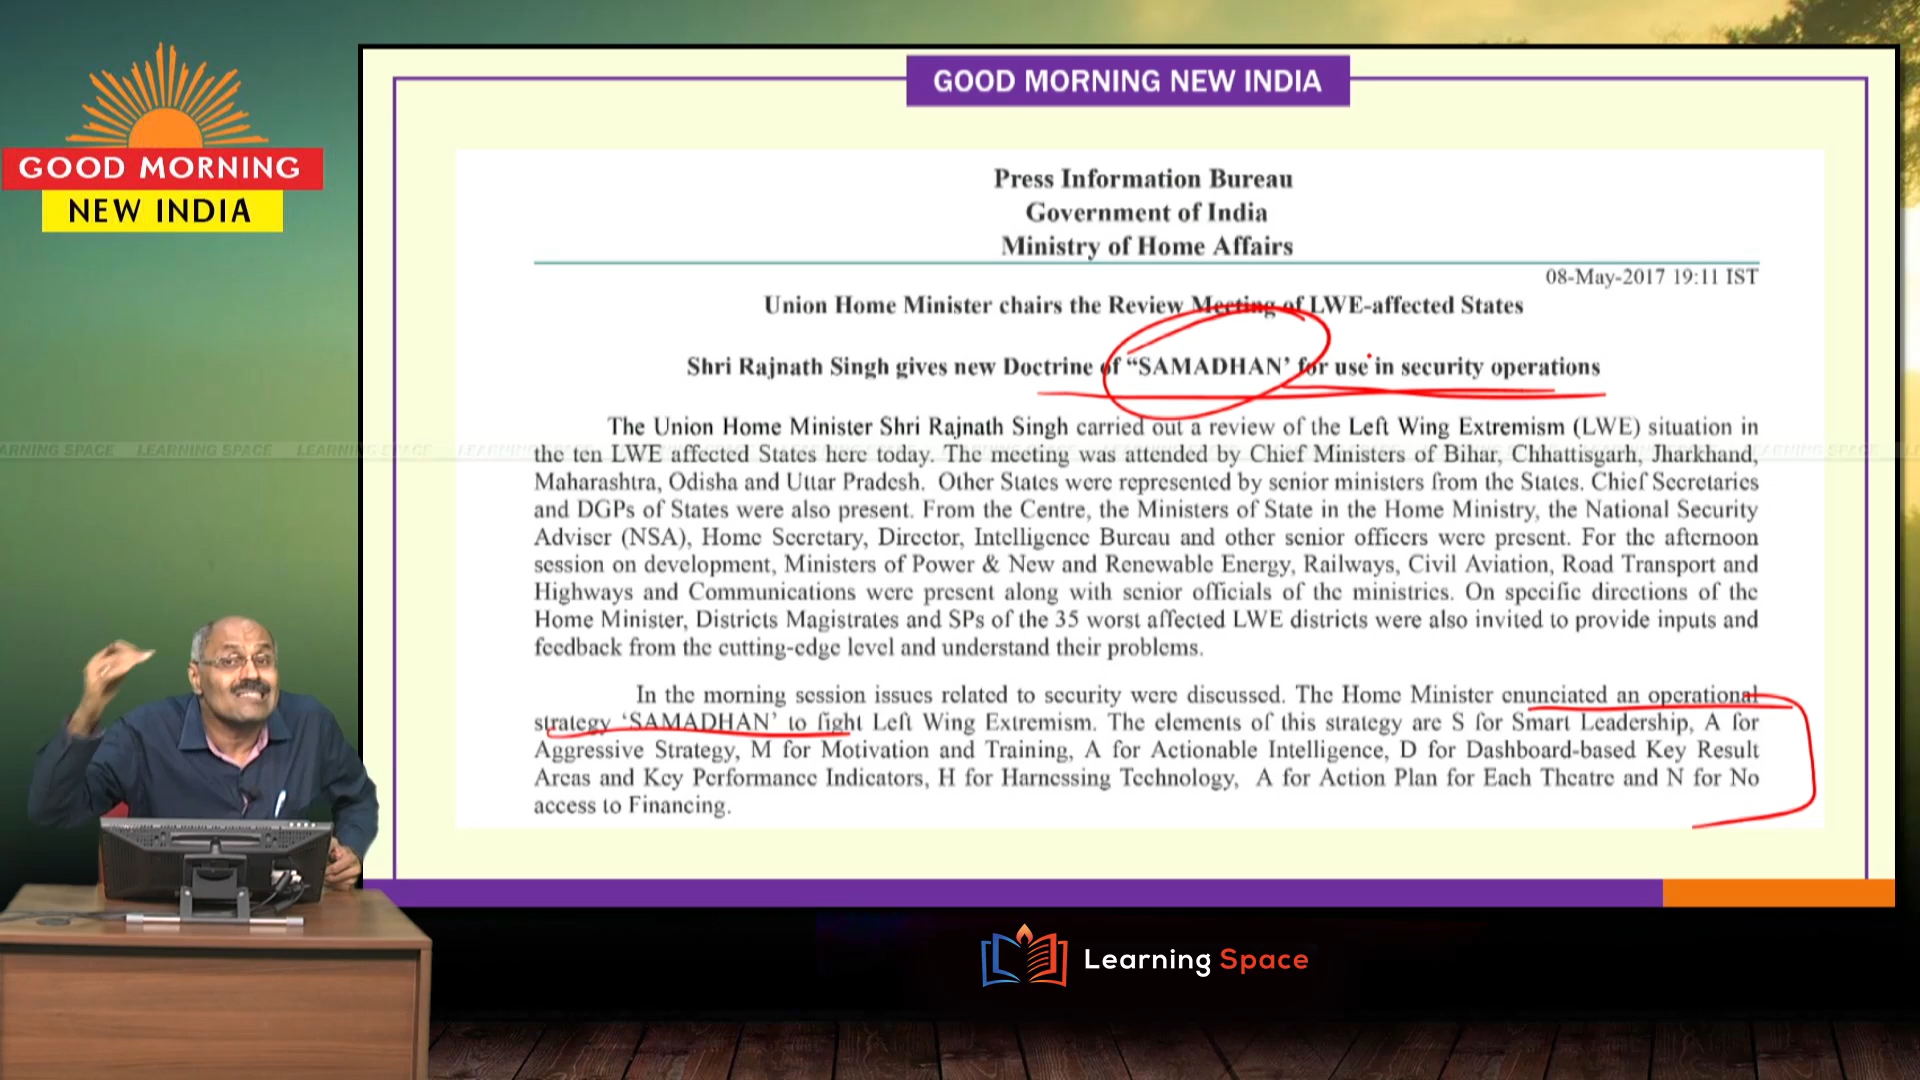 GOOD MORNING
NEW INDIA
GOOD MORNING NEW INDIA
Press Information Bureau
Government of India
Ministry of Home Affairs
08-May-2017 19:11 IST
Union Home Minister chairs the Review Meeting of LWE-affected States
Shri Rajnath Singh gives new Doctrine of “SAMADHAN’ for use in security operations
The Union Home Minister Shri Rajnath Singh carried out a review of the Left Wing Extremism (LWE) situation in
the ten LWE affected States here today. The meeting was attended by Chief Ministers of Bihar, Chhattisgarh, Jharkhand,
Maharashtra, Odisha and Uttar Pradesh. Other States were represented by senior ministers from the States. Chief Secretaries
and DGPs of States were also present. From the Centre, the Ministers of State in the Home Ministry, the National Security
Adviser (NSA), Home Secretary, Director, Intelligence Bureau and other senior officers were present. For the afternoon
session on development, Ministers of Power & New and Renewable Energy, Railways, Civil Aviation, Road Transport and
Highways and Communications were present along with senior officials of the ministries. On specific directions of the
Home Minister, Districts Magistrates and SPs of the 35 worst affected LWE districts were also invited to provide inputs and
feedback from the cutting-edge level and understand their problems.
In the morning session issues related to security were discussed. The Home Minister enunciated an operational
strategy ‘SAMADHAN’ to fight Left Wing Extremism. The elements of this strategy are S for Smart Leadership, A for
Aggressive Strategy, M for Motivation and Training, A for Actionable Intelligence, D for Dashboard-based Key Result
Areas and Key Performance Indicators, H for Harnessing Technology, A for Action Plan for Each Theatre and N for No
access to Financing.
LEARNING SPACE LEARNING SPACE
Learning Space